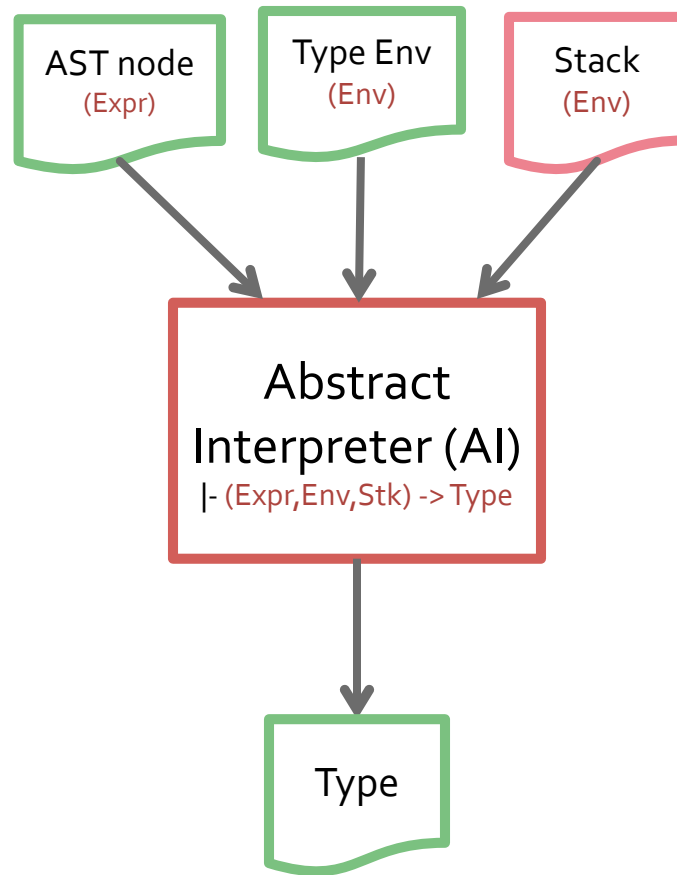 AST node
(Expr)
Type Env
(Env)
Stack
(Env)
Abstract
Interpreter (AI)
|- (Expr,Env,Stk) -> Type
Type